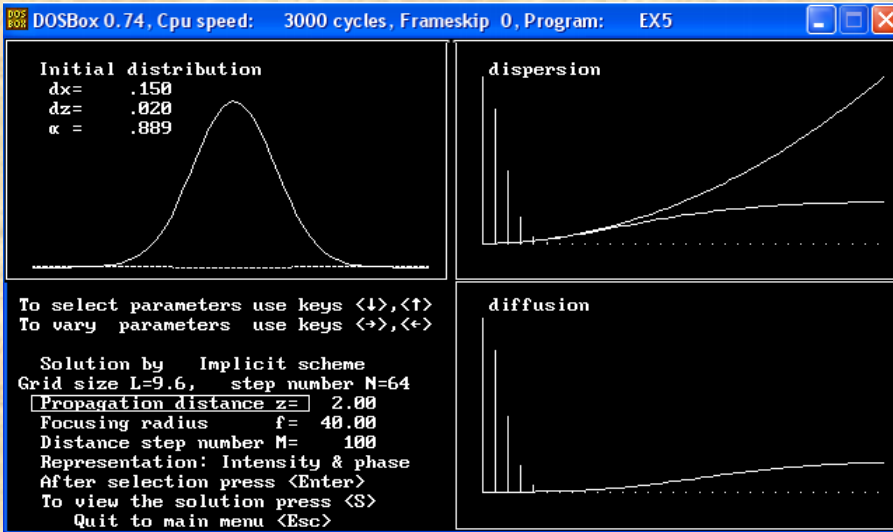 DOSBox 0.74, Cpu speed: 3000 cycles, Frameskip 0, Program: EX5
Initial distribution
dx= .150
dz= .020
α = .889
dispersion
To select parameters use keys <↓>,<↑>
To vary parameters use keys <→>,<←>
Solution by Implicit scheme
Grid size L=9.6, step number N=64
Propagation distance z= 2.00
Focusing radius f= 40.00
Distance step number M= 100
Representation: Intensity & phase
After selection press <Enter>
To view the solution press <S>
Quit to main menu <Esc>
diffusion